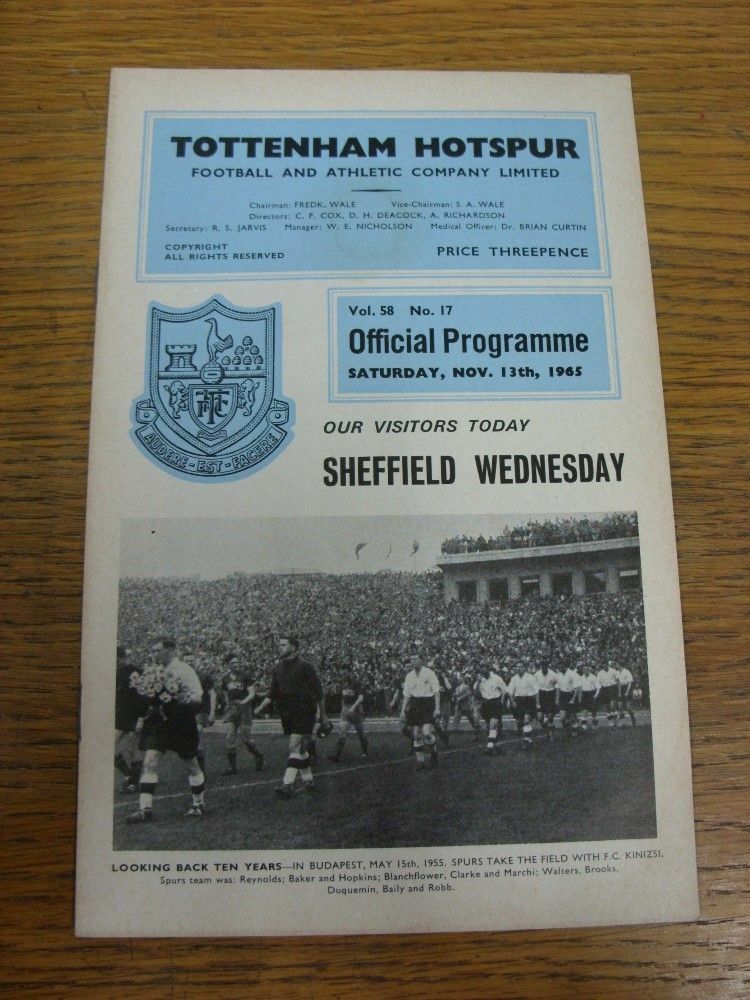 TOTTENHAM HOTSPUR
FOOTBALL AND ATHLETIC COMPANY LIMITED
Chairman: FREDK. WALE Vice-Chairman: S. A. WALE
Directors: C. F. COX, D. H. DEACOCK, A. RICHARDSON
Secretary: R. S. JARVIS Manager: W. E. NICHOLSON Medical Officer: Dr. BRIAN CURTIN
COPYRIGHT
ALL RIGHTS RESERVED
PRICE THREEPENCE
Vol. 58 No. 17
Official Programme
SATURDAY, NOV. 13th, 1965
AUDERE-EST-FACERE
OUR VISITORS TODAY
SHEFFIELD WEDNESDAY
LOOKING BACK TEN YEARS—IN BUDAPEST, MAY 15th, 1955. SPURS TAKE THE FIELD WITH F.C. KINIZSI.
Spurs team was: Reynolds; Baker and Hopkins; Blanchflower, Clarke and Marchi; Walters, Brooks,
Duquemin, Baily and Robb.